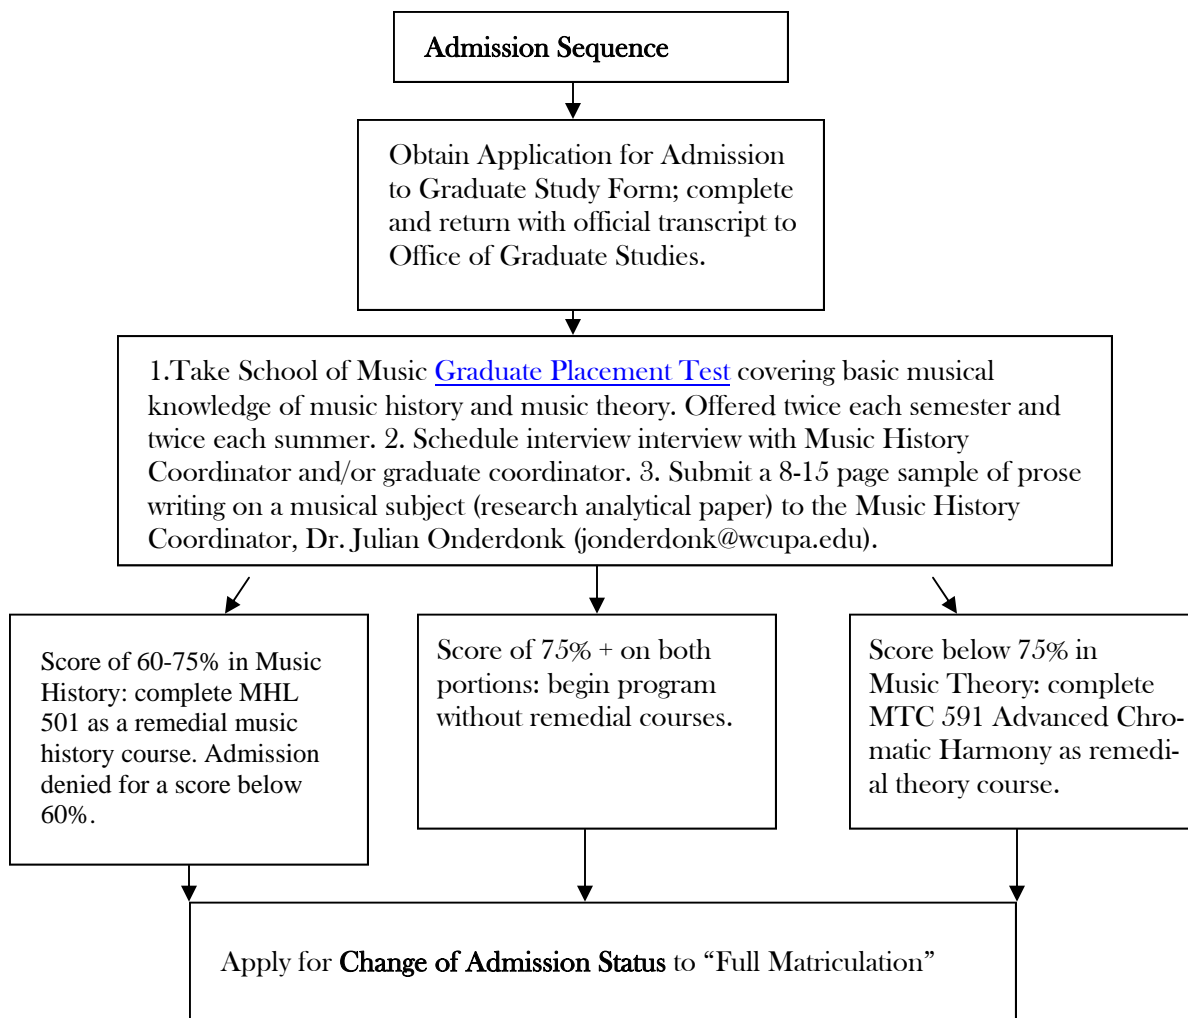 Admission Sequence
Obtain Application for Admission
to Graduate Study Form; complete
and return with official transcript to
Office of Graduate Studies.
1.Take School of Music Graduate Placement Test covering basic musical
knowledge of music history and music theory. Offered twice each semester and
twice each summer. 2. Schedule interview interview with Music History
Coordinator and/or graduate coordinator. 3. Submit a 8-15 page sample of prose
writing on a musical subject (research analytical paper) to the Music History
Coordinator, Dr. Julian Onderdonk (jonderdonk@wcupa.edu).
Score of 60-75% in Music
History: complete MHL
501 as a remedial music
history course. Admission
denied for a score below
60%.
Score of 75% + on both
portions: begin program
without remedial courses.
Score below 75% in
Music Theory: complete
MTC 591 Advanced Chro-
matic Harmony as remedi-
al theory course.
Apply for Change of Admission Status to “Full Matriculation”